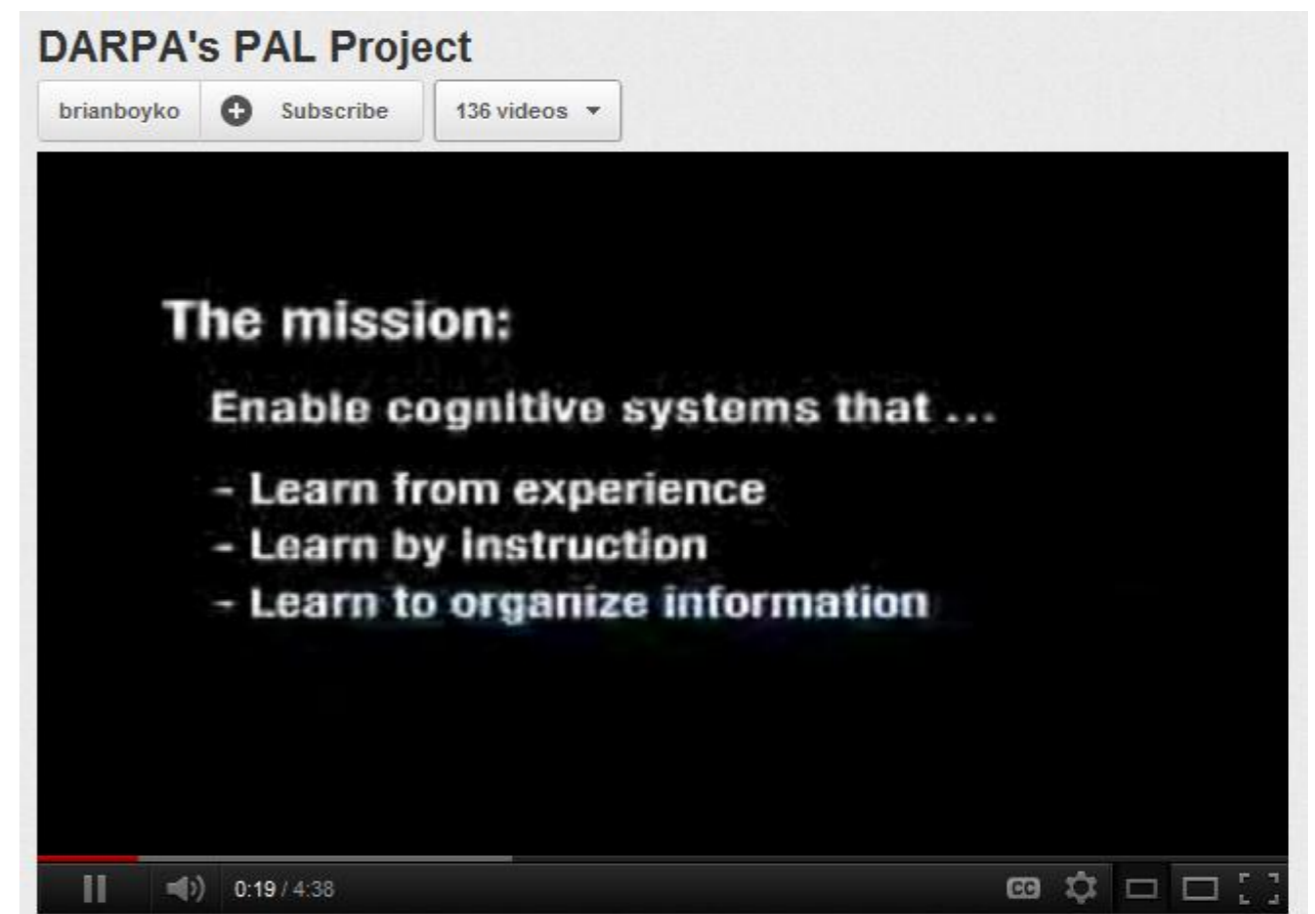 DARPA's PAL Project
brianboyko Subscribe 136 videos
The mission:
Enable cognitive systems that ...
- Learn from experience
- Learn by instruction
- Learn to organize information
0:19 / 4:38 CC